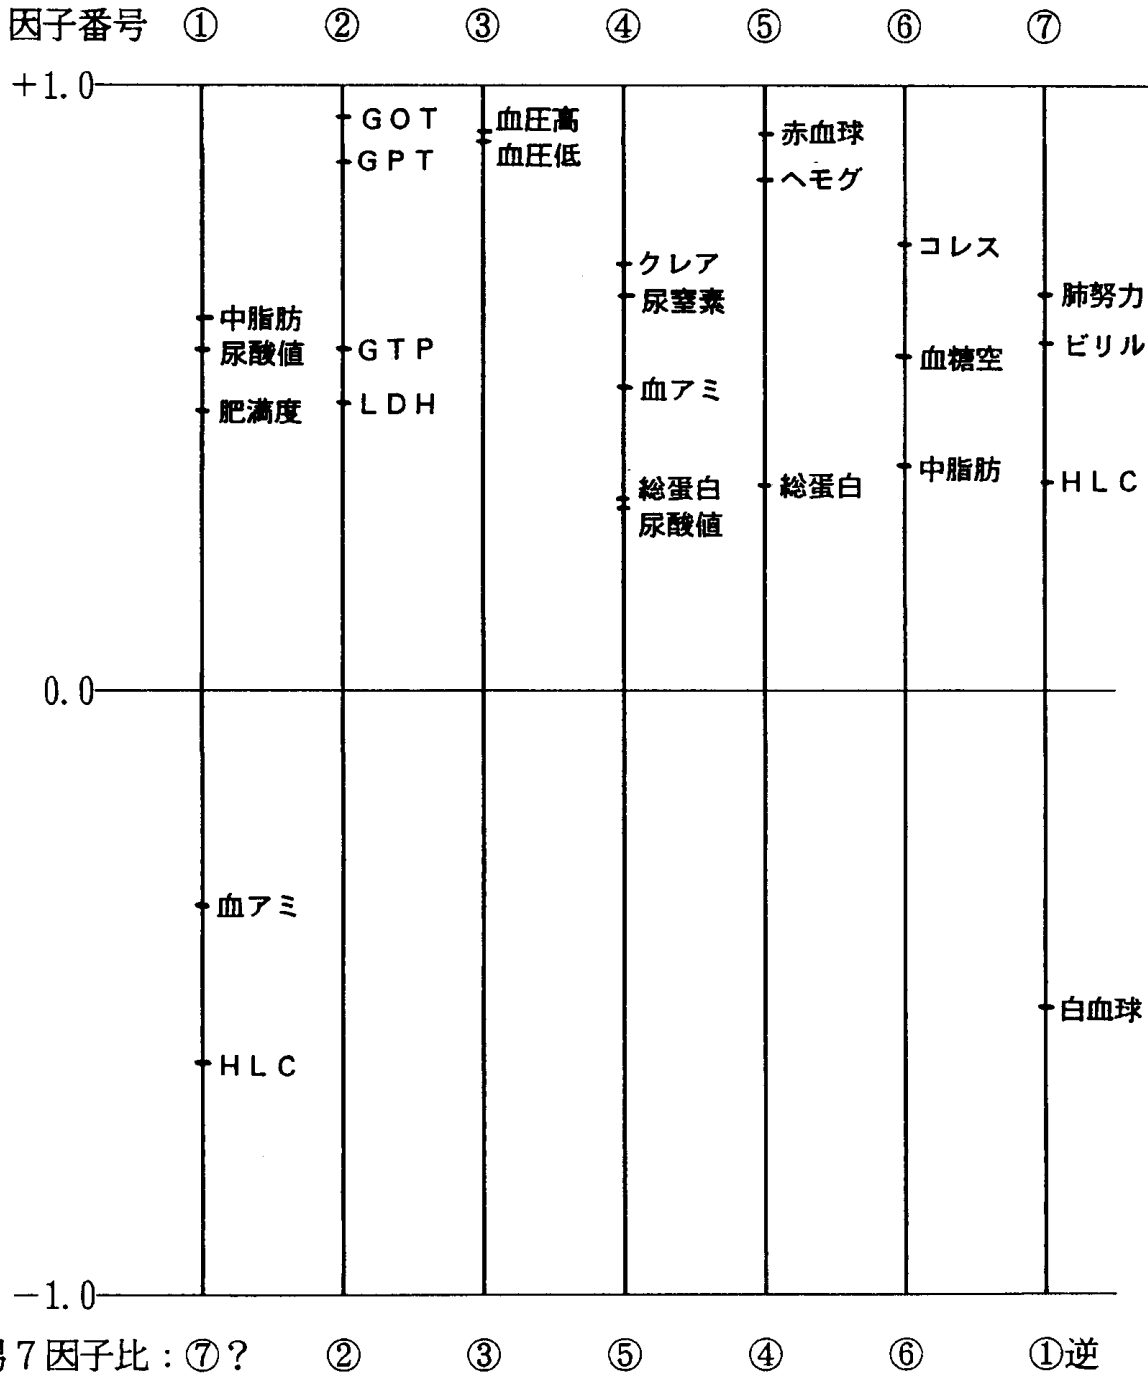 因子番号 ① ② ③ ④ ⑤ ⑥ ⑦
+1.0
GOT 血圧高 赤血球
GPT 血圧低 ヘモグ
コレス
クレア
尿窒素 肺努力
中脂肪
尿酸値 GTP 血糖空 ビリル
肥満度 LDH 血アミ
総蛋白 総蛋白 中脂肪 HLC
尿酸値
0.0
血アミ
白血球
HLC
-1.0
7因子比:⑦? ② ③ ⑤ ④ ⑥ ①逆